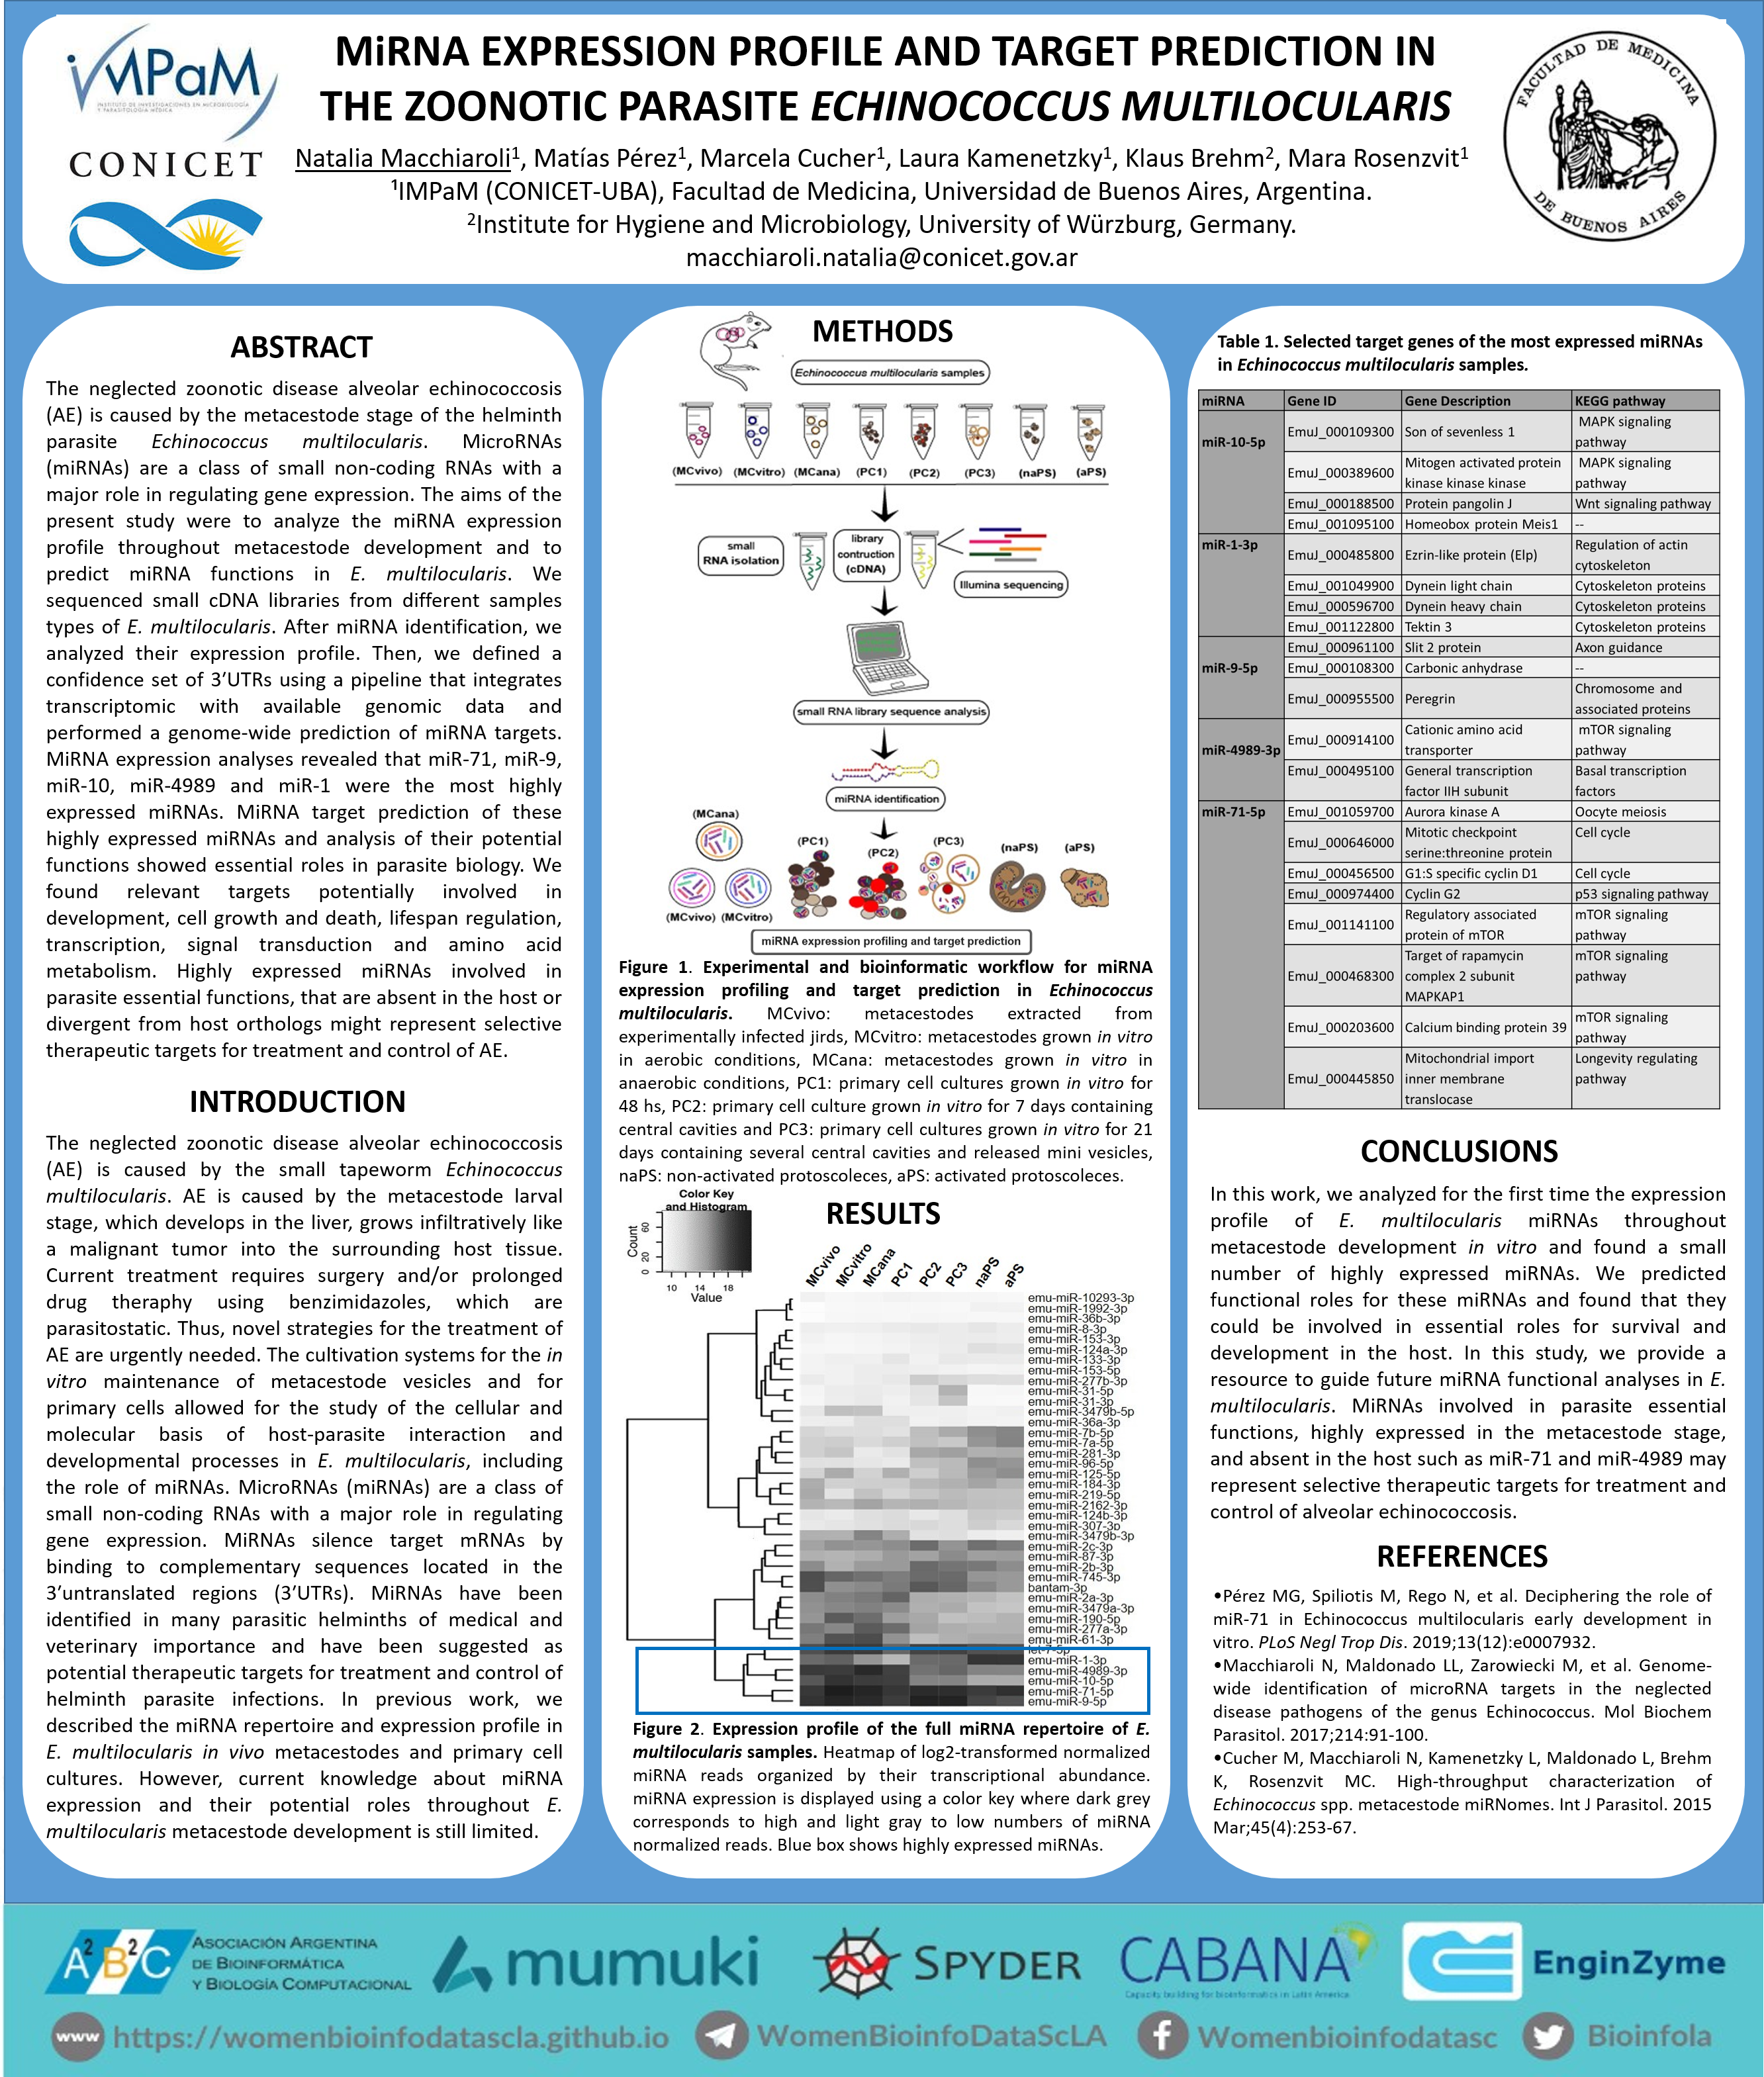 iMPaM
INSTITUTO DE INVESTIGACIONES EN MICROBIOLOGÍA
Y PARASITOLOGÍA MÉDICA
CONICET
MiRNA EXPRESSION PROFILE AND TARGET PREDICTION IN
THE ZOONOTIC PARASITE ECHINOCOCCUS MULTILOCULARIS
Natalia Macchiaroli1, Matías Pérez1, Marcela Cucher1, Laura Kamenetzky1, Klaus Brehm2, Mara Rosenzvit1
1IMPaM (CONICET-UBA), Facultad de Medicina, Universidad de Buenos Aires, Argentina.
2Institute for Hygiene and Microbiology, University of Würzburg, Germany.
macchiaroli.natalia@conicet.gov.ar
FACULTAD DE MEDICINA
DE BUENOS AIRES
ABSTRACT
The neglected zoonotic disease alveolar echinococcosis
(AE) is caused by the metacestode stage of the helminth
parasite Echinococcus multilocularis. MicroRNAs
(miRNAs) are a class of small non-coding RNAs with a
major role in regulating gene expression. The aims of the
present study were to analyze the miRNA expression
profile throughout metacestode development and to
predict miRNA functions in E. multilocularis. We
sequenced small cDNA libraries from different samples
types of E. multilocularis. After miRNA identification, we
analyzed their expression profile. Then, we defined a
confidence set of 3’UTRs using a pipeline that integrates
transcriptomic with available genomic data and
performed a genome-wide prediction of miRNA targets.
MiRNA expression analyses revealed that miR-71, miR-9,
miR-10, miR-4989 and miR-1 were the most highly
expressed miRNAs. MiRNA target prediction of these
highly expressed miRNAs and analysis of their potential
functions showed essential roles in parasite biology. We
found relevant targets potentially involved in
development, cell growth and death, lifespan regulation,
transcription, signal transduction and amino acid
metabolism. Highly expressed miRNAs involved in
parasite essential functions, that are absent in the host or
divergent from host orthologs might represent selective
therapeutic targets for treatment and control of AE.
INTRODUCTION
The neglected zoonotic disease alveolar echinococcosis
(AE) is caused by the small tapeworm Echinococcus
multilocularis. AE is caused by the metacestode larval
stage, which develops in the liver, grows infiltratively like
a malignant tumor into the surrounding host tissue.
Current treatment requires surgery and/or prolonged
drug theraphy using benzimidazoles, which are
parasitostatic. Thus, novel strategies for the treatment of
AE are urgently needed. The cultivation systems for the in
vitro maintenance of metacestode vesicles and for
primary cells allowed for the study of the cellular and
molecular basis of host-parasite interaction and
developmental processes in E. multilocularis, including
the role of miRNAs. MicroRNAs (miRNAs) are a class of
small non-coding RNAs with a major role in regulating
gene expression. MiRNAs silence target mRNAs by
binding to complementary sequences located in the
3’untranslated regions (3’UTRs). MiRNAs have been
identified in many parasitic helminths of medical and
veterinary importance and have been suggested as
potential therapeutic targets for treatment and control of
helminth parasite infections. In previous work, we
described the miRNA repertoire and expression profile in
E. multilocularis in vivo metacestodes and primary cell
cultures. However, current knowledge about miRNA
expression and their potential roles throughout E.
multilocularis metacestode development is still limited.
METHODS
Echinococcus multilocularis samples
(MCvivo) (MCvitro) (MCana) (PC1) (PC2) (PC3) (naPS) (aPS)
small
RNA isolation
library
contruction
(cDNA)
Illumina sequencing
small RNA library sequence analysis
miRNA identification
(MCana)
(PC1) (PC2) (PC3) (naPS) (aPS)
(MCvivo) (MCvitro)
miRNA expression profiling and target prediction
Figure 1. Experimental and bioinformatic workflow for miRNA
expression profiling and target prediction in Echinococcus
multilocularis. MCvivo: metacestodes extracted from
experimentally infected jirds, MCvitro: metacestodes grown in vitro
in aerobic conditions, MCana: metacestodes grown in vitro in
anaerobic conditions, PC1: primary cell cultures grown in vitro for
48 hs, PC2: primary cell culture grown in vitro for 7 days containing
central cavities and PC3: primary cell cultures grown in vitro for 21
days containing several central cavities and released mini vesicles,
naPS: non-activated protoscoleces, aPS: activated protoscoleces.
RESULTS
Color Key
and Histogram
Count
0 20 60
10 14 18
Value
MCvivo MCvitro MCana PC1 PC2 PC3 naPS aPS
emu-miR-10293-3p
emu-miR-1992-3p
emu-miR-36b-3p
emu-miR-8-3p
emu-miR-153-3p
emu-miR-124a-3p
emu-miR-133-3p
emu-miR-153-5p
emu-miR-277b-3p
emu-miR-31-5p
emu-miR-31-3p
emu-miR-3479b-5p
emu-miR-36a-3p
emu-miR-7b-5p
emu-miR-7a-5p
emu-miR-281-3p
emu-miR-96-5p
emu-miR-125-5p
emu-miR-184-3p
emu-miR-219-5p
emu-miR-2162-3p
emu-miR-124b-3p
emu-miR-307-3p
emu-miR-3479b-3p
emu-miR-2c-3p
emu-miR-87-3p
emu-miR-2b-3p
emu-miR-745-3p
bantam-3p
emu-miR-2a-3p
emu-miR-3479a-3p
emu-miR-190-5p
emu-miR-277a-3p
emu-miR-61-3p
let-7-5p
emu-miR-1-3p
emu-miR-4989-3p
emu-miR-10-5p
emu-miR-71-5p
emu-miR-9-5p
Figure 2. Expression profile of the full miRNA repertoire of E.
multilocularis samples. Heatmap of log2-transformed normalized
miRNA reads organized by their transcriptional abundance.
miRNA expression is displayed using a color key where dark grey
corresponds to high and light gray to low numbers of miRNA
normalized reads. Blue box shows highly expressed miRNAs.
Table 1. Selected target genes of the most expressed miRNAs
in Echinococcus multilocularis samples.
miRNA Gene ID Gene Description KEGG pathway
miR-10-5p EmuJ_000109300 Son of sevenless 1 MAPK signaling pathway
EmuJ_000389600 Mitogen activated protein kinase kinase kinase MAPK signaling pathway
EmuJ_000188500 Protein pangolin J Wnt signaling pathway
EmuJ_001095100 Homeobox protein Meis1 --
miR-1-3p EmuJ_000485800 Ezrin-like protein (Elp) Regulation of actin cytoskeleton
EmuJ_001049900 Dynein light chain Cytoskeleton proteins
EmuJ_000596700 Dynein heavy chain Cytoskeleton proteins
EmuJ_001122800 Tektin 3 Cytoskeleton proteins
miR-9-5p EmuJ_000961100 Slit 2 protein Axon guidance
EmuJ_000108300 Carbonic anhydrase --
EmuJ_000955500 Peregrin Chromosome and associated proteins
miR-4989-3p EmuJ_000914100 Cationic amino acid transporter mTOR signaling pathway
EmuJ_000495100 General transcription factor IIH subunit Basal transcription factors
miR-71-5p EmuJ_001059700 Aurora kinase A Oocyte meiosis
EmuJ_000646000 Mitotic checkpoint serine:threonine protein Cell cycle
EmuJ_000456500 G1:S specific cyclin D1 Cell cycle
EmuJ_000974400 Cyclin G2 p53 signaling pathway
EmuJ_001141100 Regulatory associated protein of mTOR mTOR signaling pathway
EmuJ_000468300 Target of rapamycin complex 2 subunit MAPKAP1 mTOR signaling pathway
EmuJ_000203600 Calcium binding protein 39 mTOR signaling pathway
EmuJ_000445850 Mitochondrial import inner membrane translocase Longevity regulating pathway
CONCLUSIONS
In this work, we analyzed for the first time the expression
profile of E. multilocularis miRNAs throughout
metacestode development in vitro and found a small
number of highly expressed miRNAs. We predicted
functional roles for these miRNAs and found that they
could be involved in essential roles for survival and
development in the host. In this study, we provide a
resource to guide future miRNA functional analyses in E.
multilocularis. MiRNAs involved in parasite essential
functions, highly expressed in the metacestode stage,
and absent in the host such as miR-71 and miR-4989 may
represent selective therapeutic targets for treatment and
control of alveolar echinococcosis.
REFERENCES
•Pérez MG, Spiliotis M, Rego N, et al. Deciphering the role of
miR-71 in Echinococcus multilocularis early development in
vitro. PLoS Negl Trop Dis. 2019;13(12):e0007932.
•Macchiaroli N, Maldonado LL, Zarowiecki M, et al. Genome-
wide identification of microRNA targets in the neglected
disease pathogens of the genus Echinococcus. Mol Biochem
Parasitol. 2017;214:91-100.
•Cucher M, Macchiaroli N, Kamenetzky L, Maldonado L, Brehm
K, Rosenzvit MC. High-throughput characterization of
Echinococcus spp. metacestode miRNomes. Int J Parasitol. 2015
Mar;45(4):253-67.
A2B2C
ASOCIACIÓN ARGENTINA
DE BIOINFORMÁTICA
Y BIOLOGÍA COMPUTACIONAL
mumuki
SPYDER
CABANA
Capacity building for bioinformatics in Latin America
EnginZyme
www https://womenbioinfodatascla.github.io
WomenBioinfoDataScLA
Womenbioinfodatasc
Bioinfola